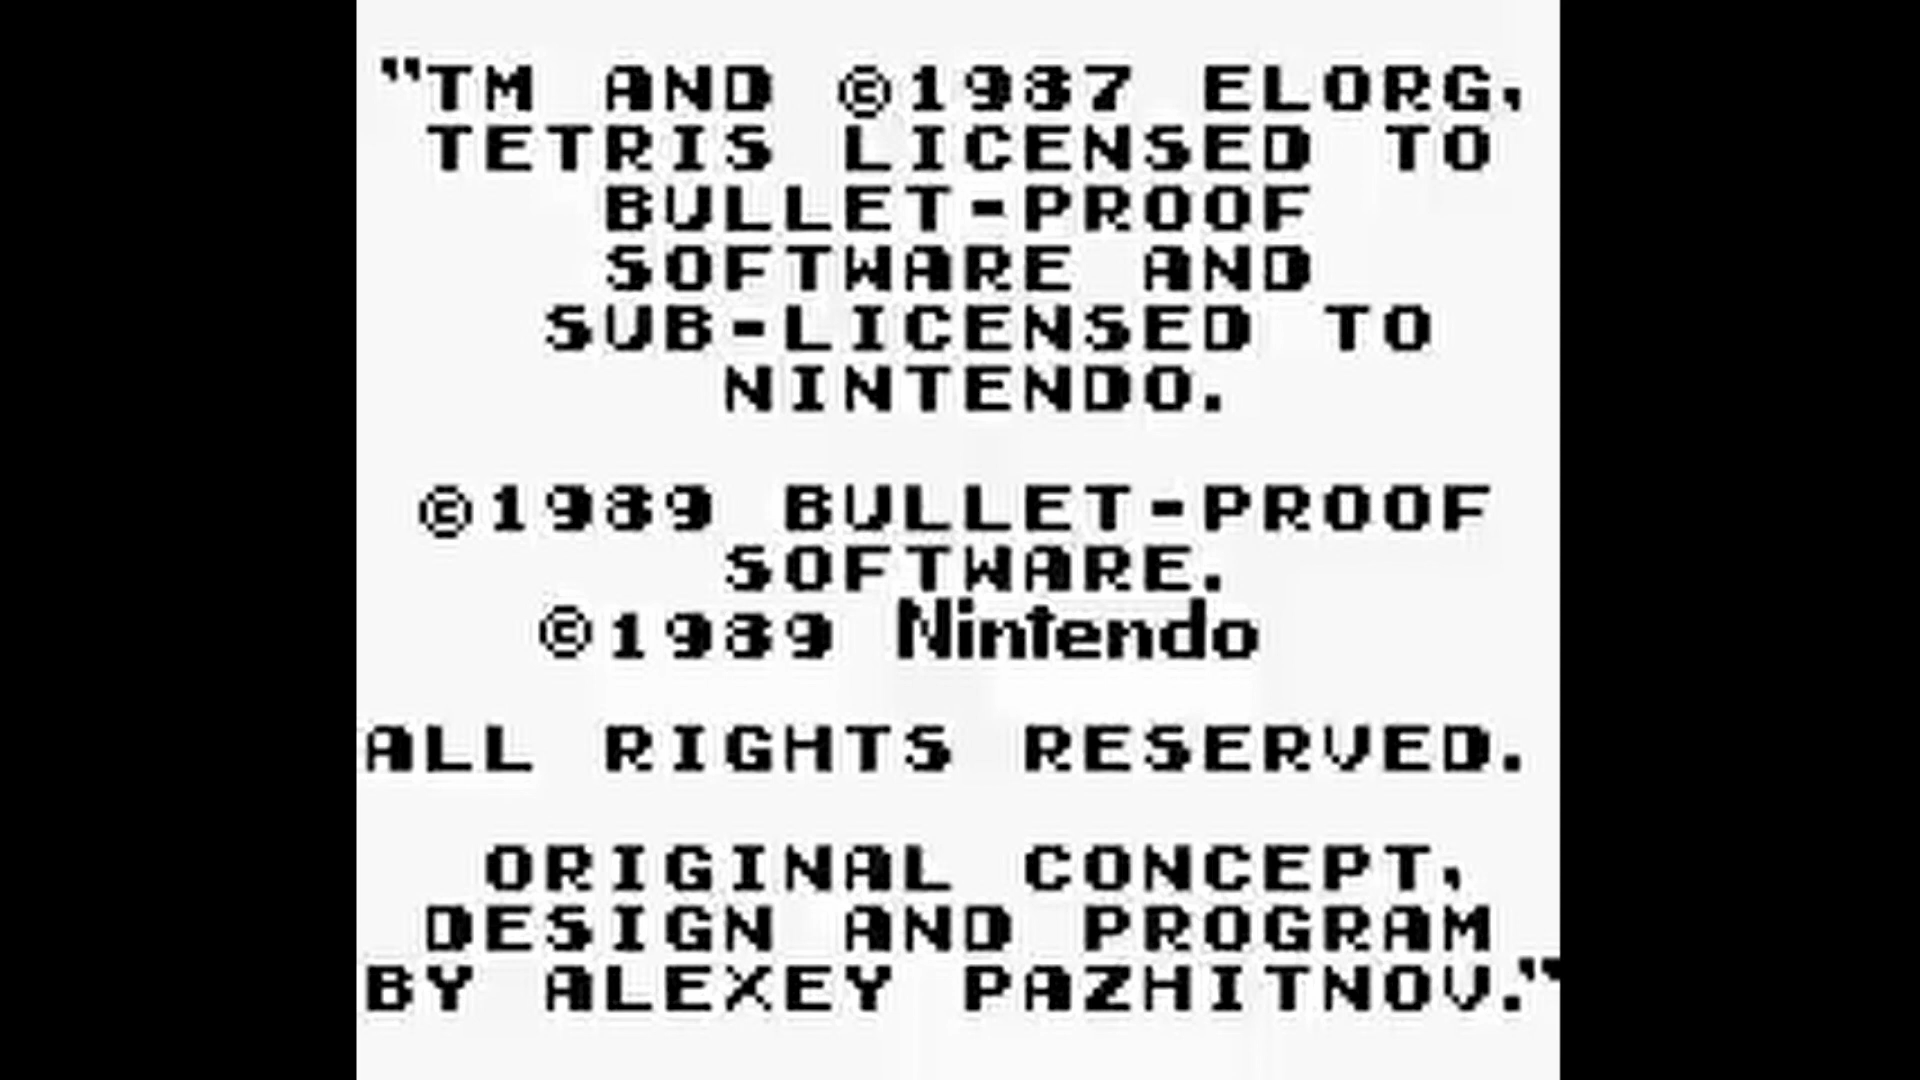 "TM AND ©1987 ELORG,
TETRIS LICENSED TO
BULLET-PROOF
SOFTWARE AND
SUB-LICENSED TO
NINTENDO.
©1989 BULLET-PROOF
SOFTWARE.
©1989 Nintendo
ALL RIGHTS RESERVED.
ORIGINAL CONCEPT,
DESIGN AND PROGRAM
BY ALEXEY PAZHITNOV."